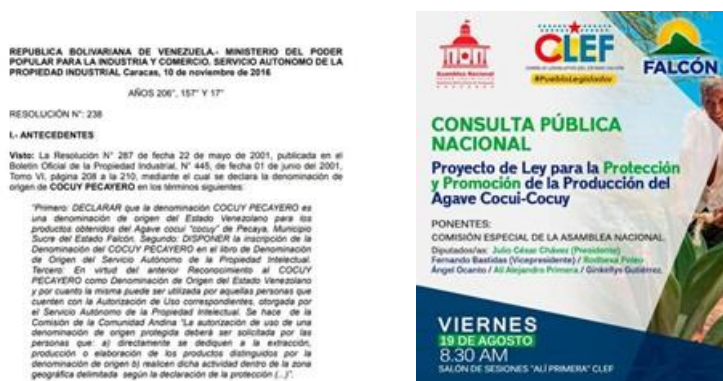 REPUBLICA BOLIVARIANA DE VENEZUELA.- MINISTERIO DEL PODER
POPULAR PARA LA INDUSTRIA Y COMERCIO. SERVICIO AUTONOMO DE LA
PROPIEDAD INDUSTRIAL Caracas, 10 de noviembre de 2016
AÑOS 206°, 157° Y 17°
RESOLUCIÓN N°: 238
I.- ANTECEDENTES
Visto: La Resolución N° 287 de fecha 22 de mayo de 2001, publicada en el
Boletín Oficial de la Propiedad Industrial, N° 445, de fecha 01 de junio del 2001,
Tomo VI, página 208 a la 210, mediante el cual se declara la denominación de
origen de COCUY PECAYERO en los términos siguientes:
"Primero: DECLARAR que la denominación COCUY PECAYERO es
una denominación de origen del Estado Venezolano para los
productos obtenidos del Agave cocui "cocuy" de Pecaya, Municipio
Sucre del Estado Falcón. Segundo: DISPONER la inscripción de la
Denominación del COCUY PECAYERO en el libro de Denominación
de Origen del Servicio Autónomo de la Propiedad Intelectual.
Tercero: En virtud del anterior Reconocimiento al COCUY
PECAYERO como Denominación de Origen del Estado Venezolano
y por cuanto la misma puede ser utilizada por aquellas personas que
cuenten con la Autorización de Uso correspondientes, otorgada por
el Servicio Autónomo de la Propiedad Intelectual. Se hace de la
Comisión de la Comunidad Andina "La autorización de uso de una
denominación de origen protegida deberá ser solicitada por las
personas que: a) directamente se dediquen a la extracción,
producción o elaboración de los productos distinguidos por la
denominación de origen b) realicen dicha actividad dentro de la zona
geográfica delimitada según la declaración de la protección (...)".
Asamblea Nacional
CLEF
#PuebloLegislador
FALCÓN
CONSULTA PÚBLICA
NACIONAL
Proyecto de Ley para la Protección
y Promoción de la Producción del
Agave Cocui-Cocuy
PONENTES:
COMISIÓN ESPECIAL DE LA ASAMBLEA NACIONAL
Diputados/as: Julio César Chávez (Presidente)
Fernando Bastidas (Vicepresidente) /
Ángel Ocanto / Alí Alejandro Primera / Ginkellys Gutiérrez
VIERNES
19 DE AGOSTO
8.30 AM
SALÓN DE SESIONES "ALÍ PRIMERA" CLEF